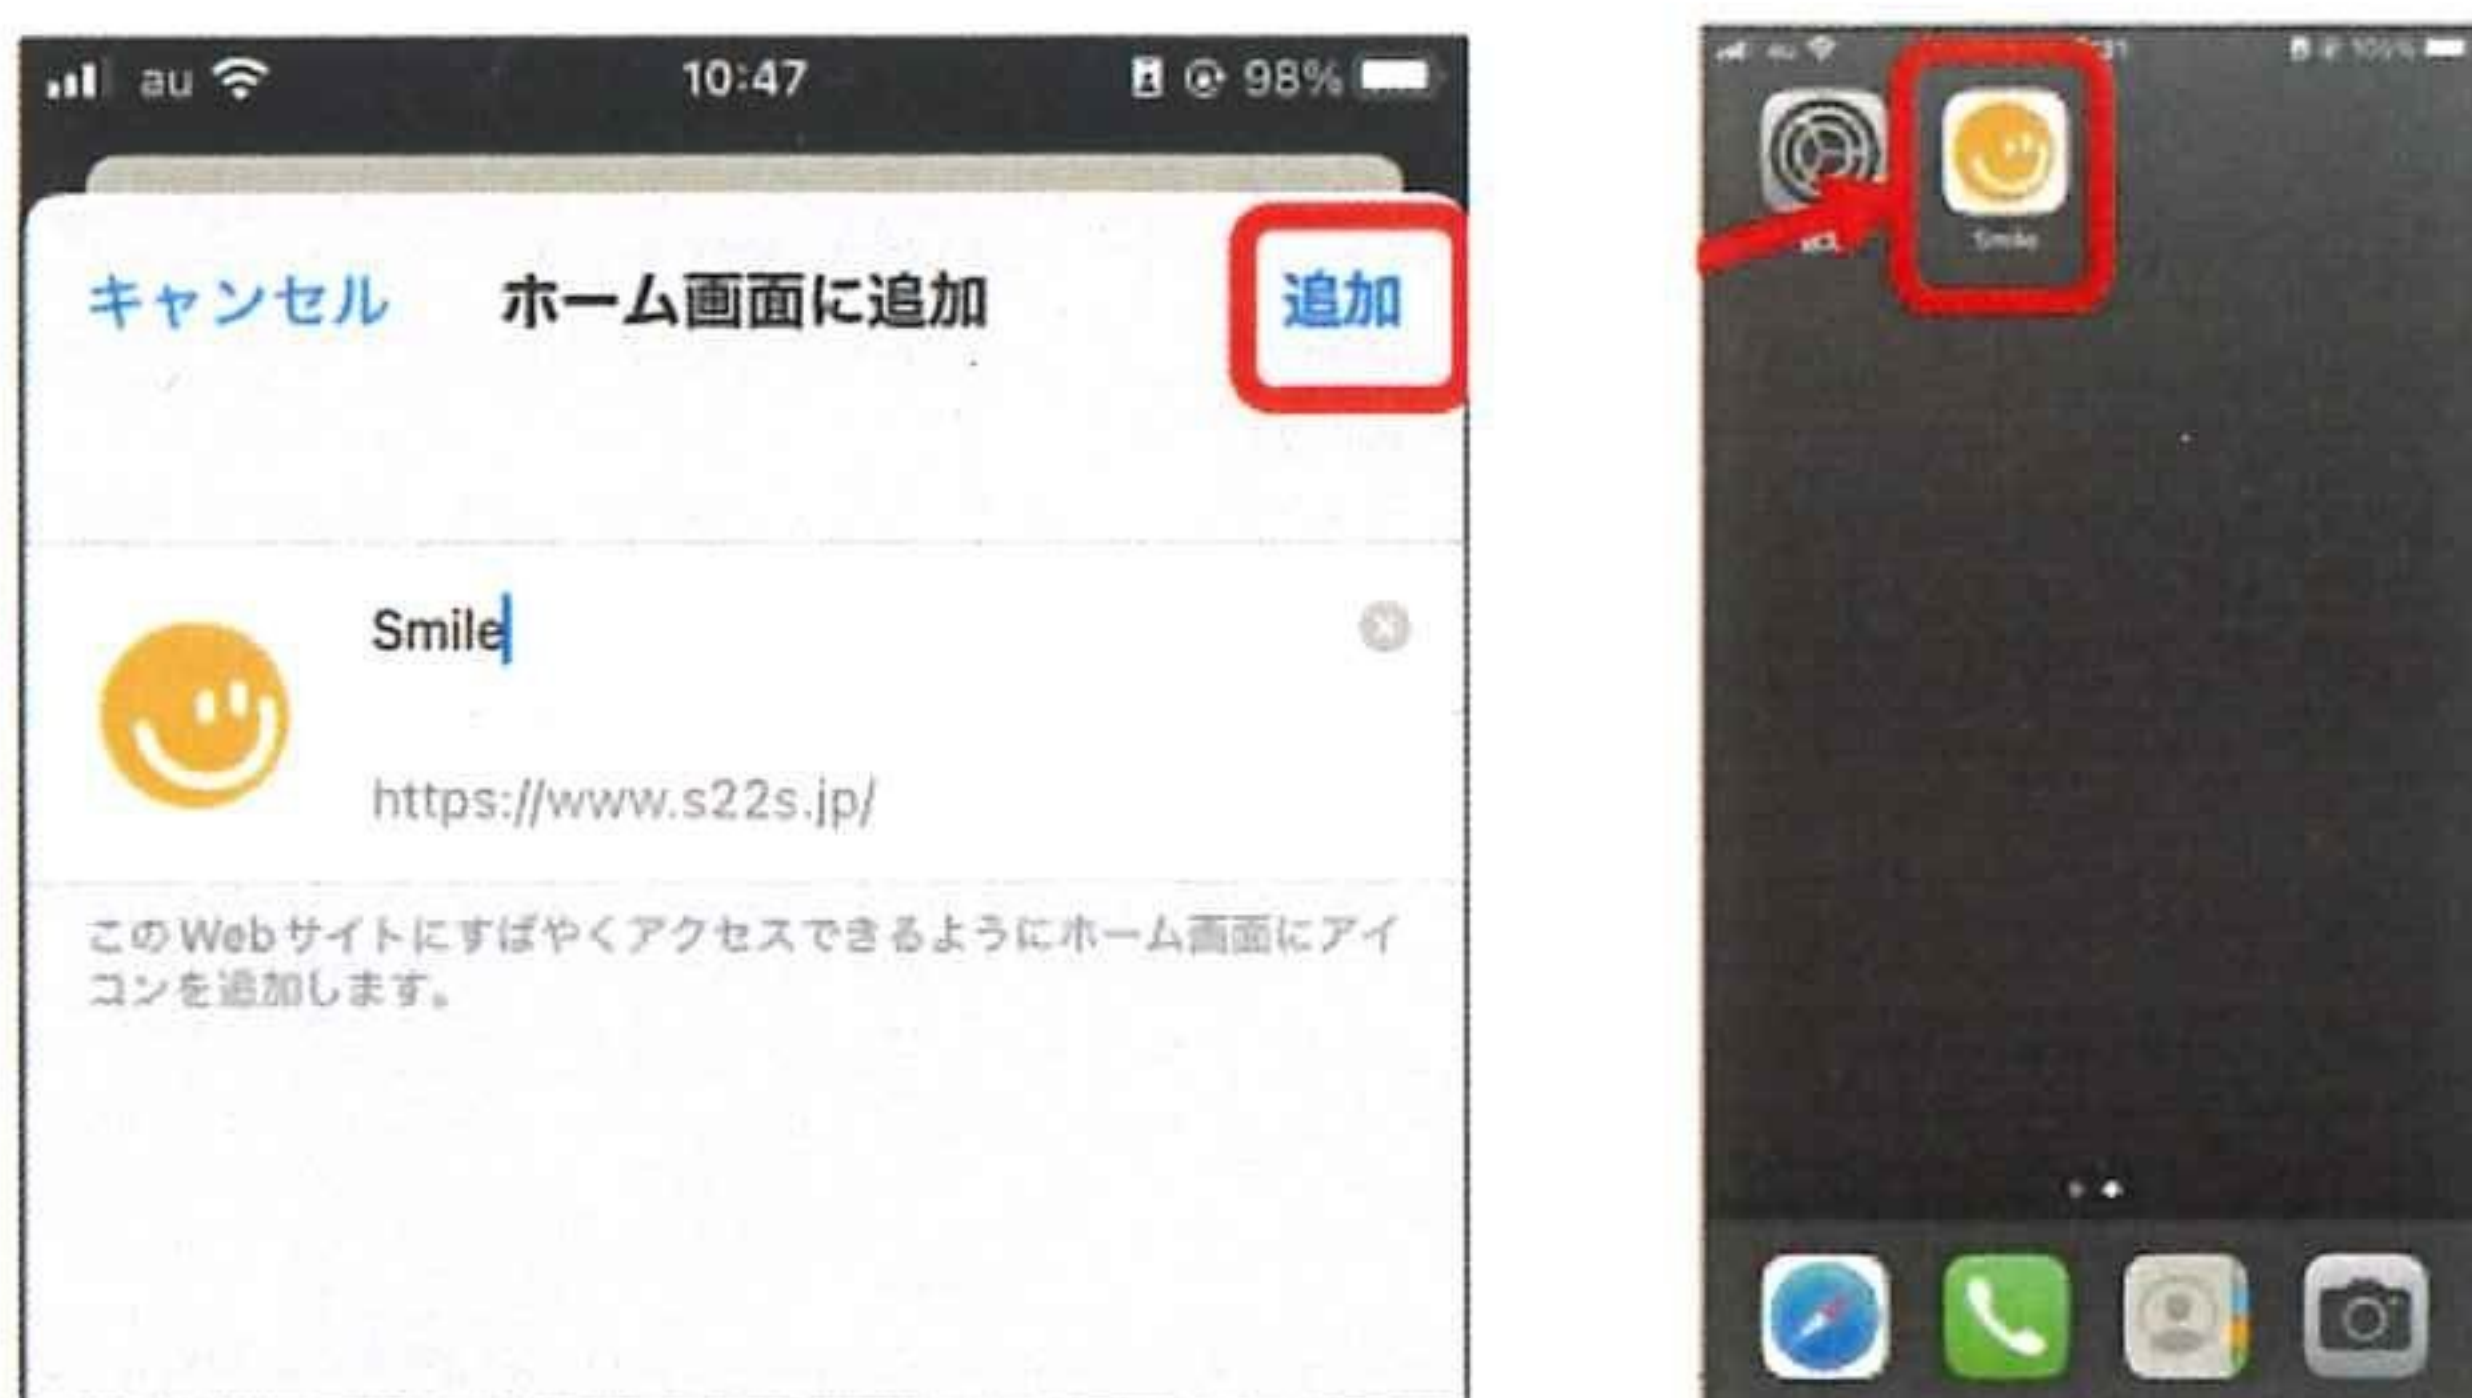 au
10:47
98%
キャンセル
ホーム画面に追加
追加
Smile
https://www.s22s.jp/
このWebサイトにすばやくアクセスできるようにホーム画面にアイ
コンを追加します。
au
Smile